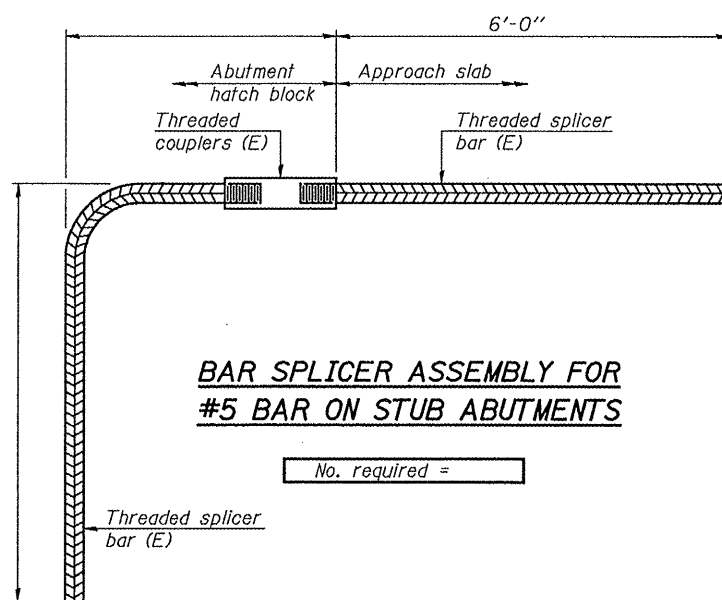 6'-0"
Abutment
hatch block
Approach slab
Threaded
couplers (E)
Threaded splicer
bar (E)
BAR SPLICER ASSEMBLY FOR
#5 BAR ON STUB ABUTMENTS
No. required =
Threaded splicer
bar (E)